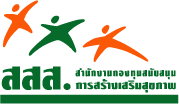 สสส. สำนักงานกองทุนสนับสนุน
การสร้างเสริมสุขภาพ